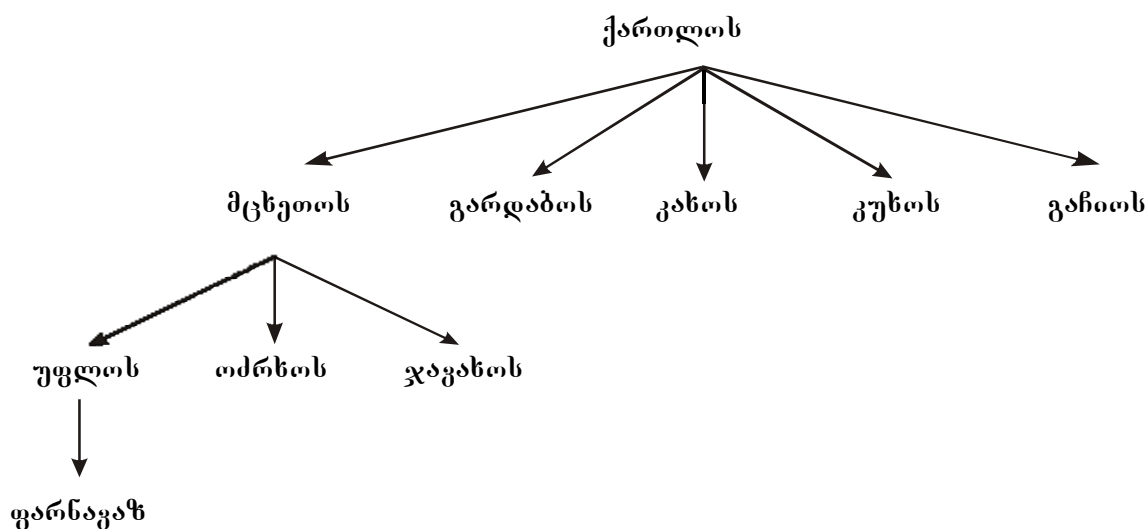 ქართლოს
მცხეთოს გარდაბოს კახოს კუხოს გაჩიოს
უფლოს ოძრხოს ჯავახოს
ფარნავაზ